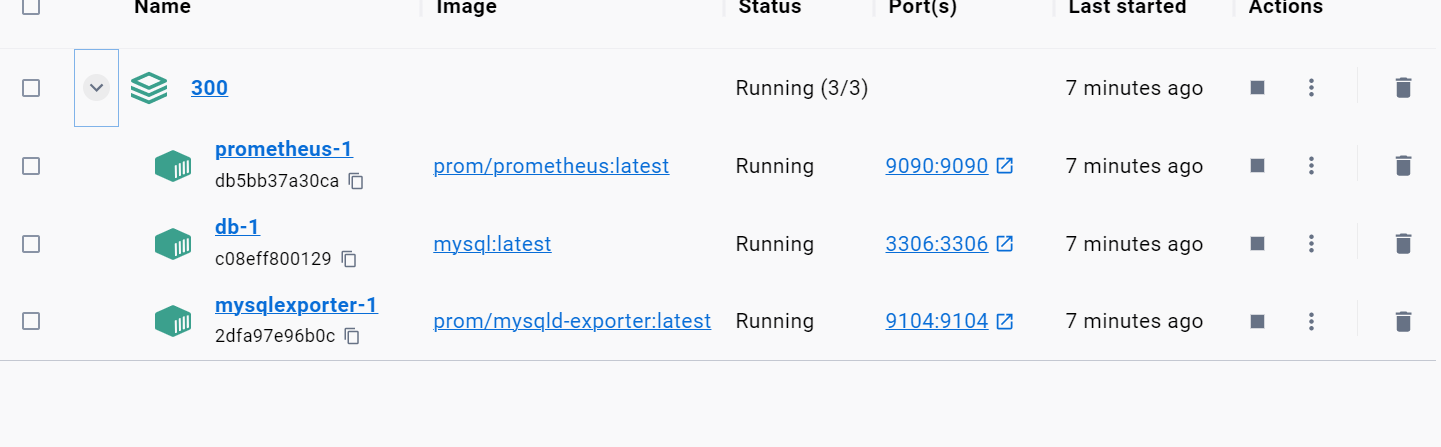 Name Image Status Port(s) Last started Actions
300 Running (3/3) 7 minutes ago
prometheus-1
db5bb37a30ca
prom/prometheus:latest Running 9090:9090 7 minutes ago
db-1
c08eff800129
mysql:latest Running 3306:3306 7 minutes ago
mysqlexporter-1
2dfa97e96b0c
prom/mysqld-exporter:latest Running 9104:9104 7 minutes ago